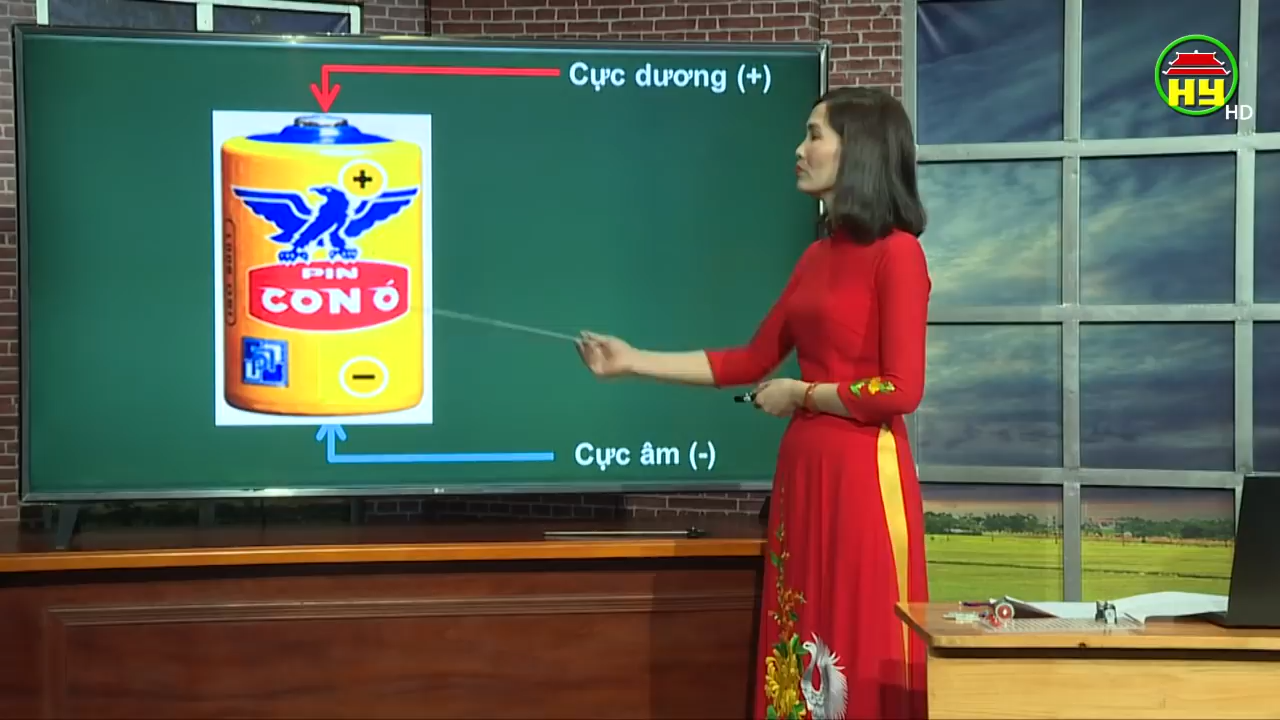 Cực dương (+)
HY
HD
+
PIN
CON Ó
−
Cực âm (-)